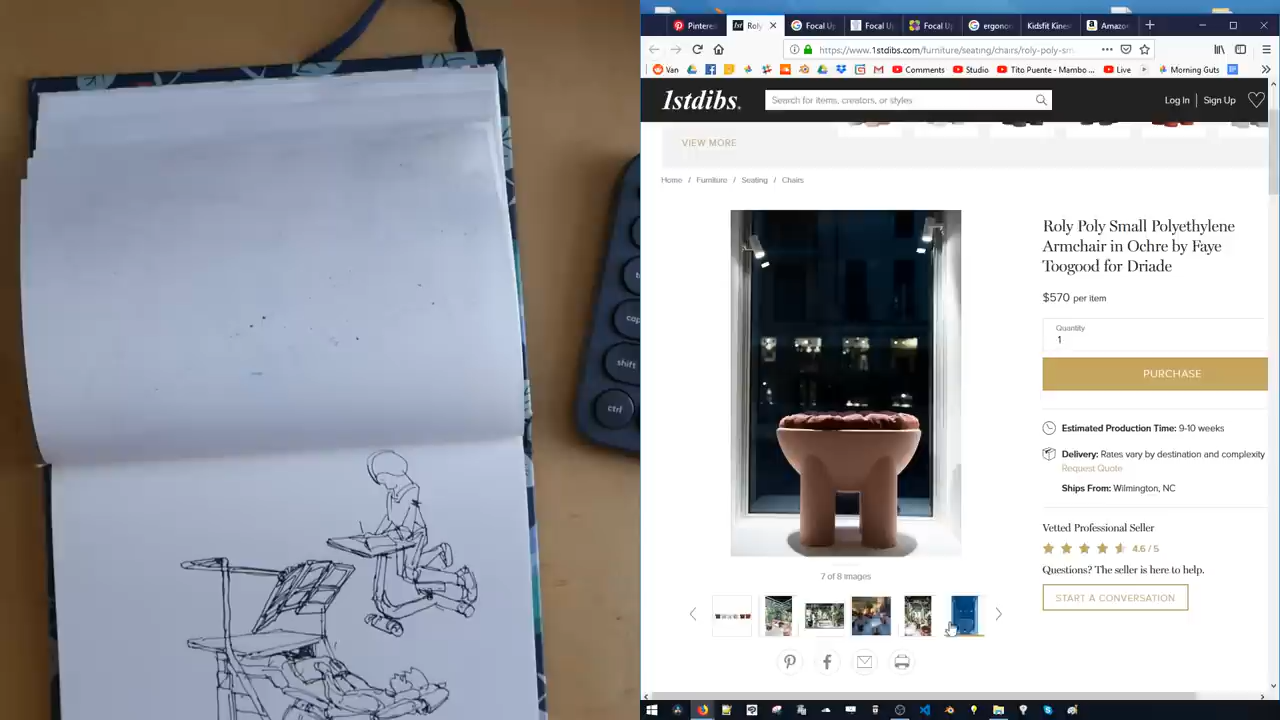 Pinteres
Roly
Focal Up
Focal U
Focal U
ergonor
Kidsfit Kines
Amazo
https://www.1stdibs.com/furniture/seating/chairs/roly-poly-sm
Van
Comments
Studio
Tito Puente - Mambo ...
Live
Morning Guts
1stdibs.
Search for items, creators, or styles
Log In
Sign Up
VIEW MORE
Home / Furniture / Seating / Chairs
Roly Poly Small Polyethylene
Armchair in Ochre by Faye
Toogood for Driade
$570 per item
Quantity
1
PURCHASE
Estimated Production Time: 9-10 weeks
Delivery: Rates vary by destination and complexity
Request Quote
Ships From: Wilmington, NC
Vetted Professional Seller
4.6 / 5
Questions? The seller is here to help.
START A CONVERSATION
7 of 8 images
cap
shift
ctrl